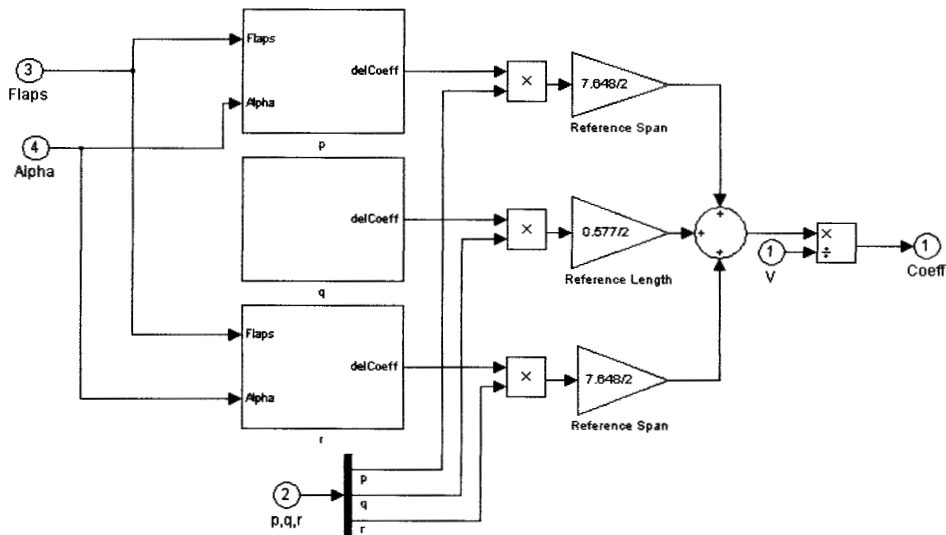 Flaps
delCoeff
Alpha
p
3
Flaps
4
Alpha
×
7.648/2
Reference Span
delCoeff
q
×
0.577/2
Reference Length
+
+
+
1
V
×
÷
1
Coeff
Flaps
delCoeff
Alpha
r
×
7.648/2
Reference Span
2
p,q,r
p
q
r